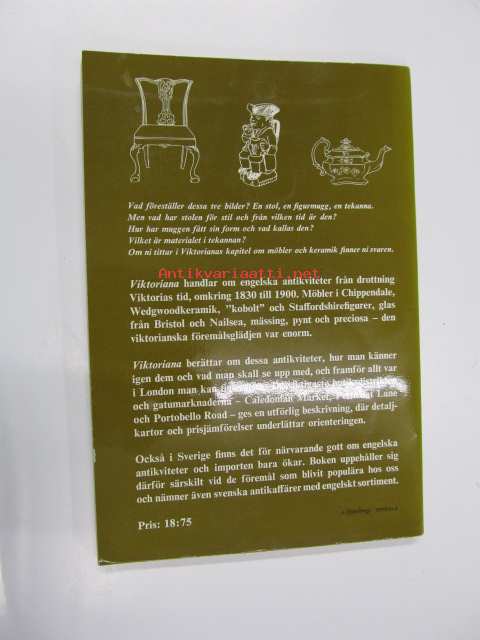 Vad föreställer dessa tre bilder? En stol, en figurmugg, en tekanna.
Men vad har stolen för stil och från vilken tid är den?
Hur har muggen fått sin form och vad kallas den?
Vilket är materialet i tekannan?
Om ni tittar i Viktorianas kapitel om möbler och keramik finner ni svaren.
Antikvariaatti.net
Viktoriana handlar om engelska antikviteter från drottning
Viktorias tid, omkring 1830 till 1900. Möbler i Chippendale,
Wedgwoodkeramik, "kobolt" och Staffordshirefigurer, glas
från Bristol och Nailsea, mässing, pynt och preciosa – den
viktorianska föremålsglädjen var enorm.
Viktoriana berättar om dessa antikviteter, hur man känner
igen dem och vad man skall se upp med, och framför allt var
i London man kan
och gatumarknaderna – Caledonian Market, Lane
och Portobello Road – ges en utförlig beskrivning, där detalj-
kartor och prisjämförelser underlättar orienteringen.
Också i Sverige finns det för närvarande gott om engelska
antikviteter och importen bara ökar. Boken uppehåller sig
därför särskilt vid de föremål som blivit populära hos oss
och nämner även svenska antikaffärer med engelskt sortiment.
Pris: 18:75